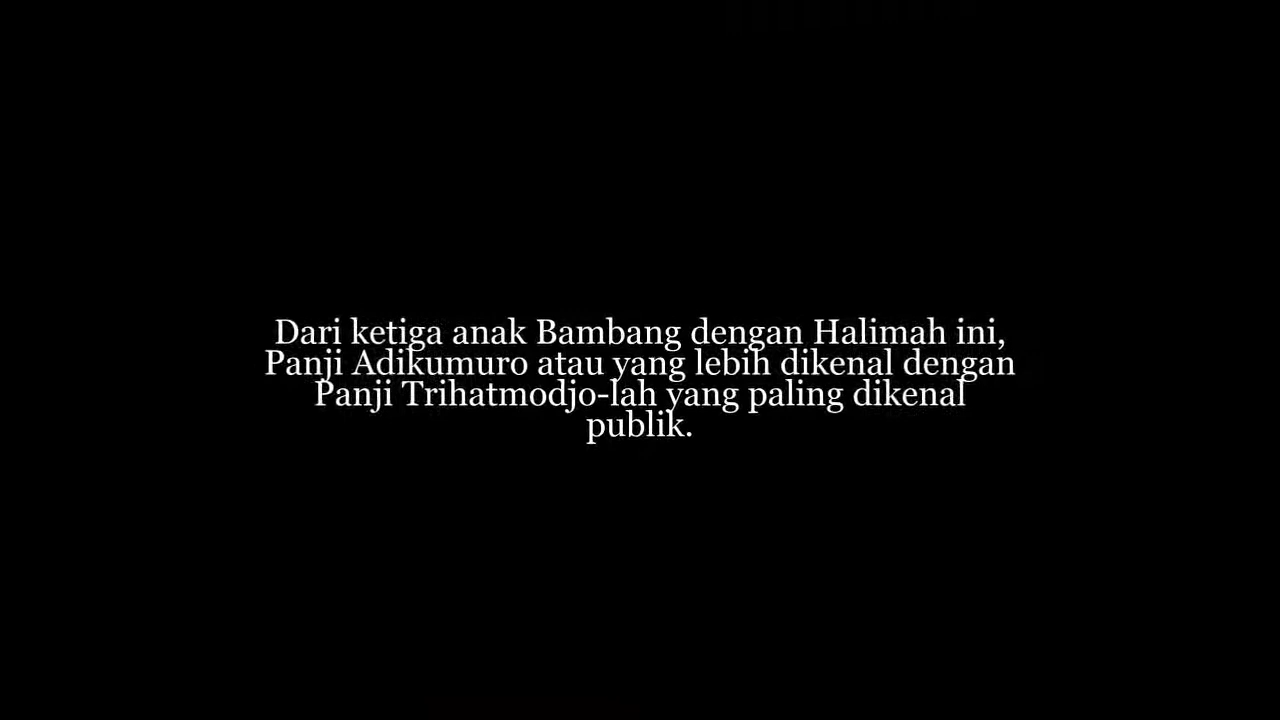 Dari ketiga anak Bambang dengan Halimah ini,
Panji Adikumuro atau yang lebih dikenal dengan
Panji Trihatmodjo-lah yang paling dikenal
publik.